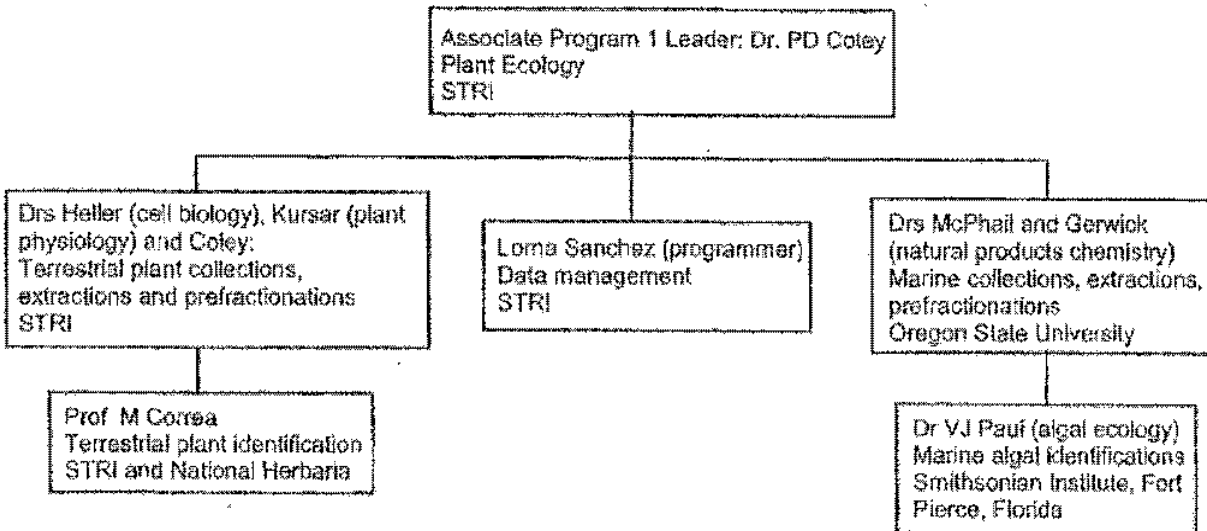 Associate Program 1 Leader: Dr. PD Coley
Plant Ecology
STRI
Drs Heller (cell biology), Kursar (plant
physiology) and Coley:
Terrestrial plant collections,
extractions and prefractionations
STRI
Lorna Sanchez (programmer)
Data management
STRI
Drs McPhail and Gerwick
(natural products chemistry)
Marine collections, extractions,
prefractionations
Oregon State University
Prof M Correa
Terrestrial plant identification
STRI and National Herbaria
Dr VJ Paul (algal ecology)
Marine algal identifications
Smithsonian Institute, Fort
Pierce, Florida